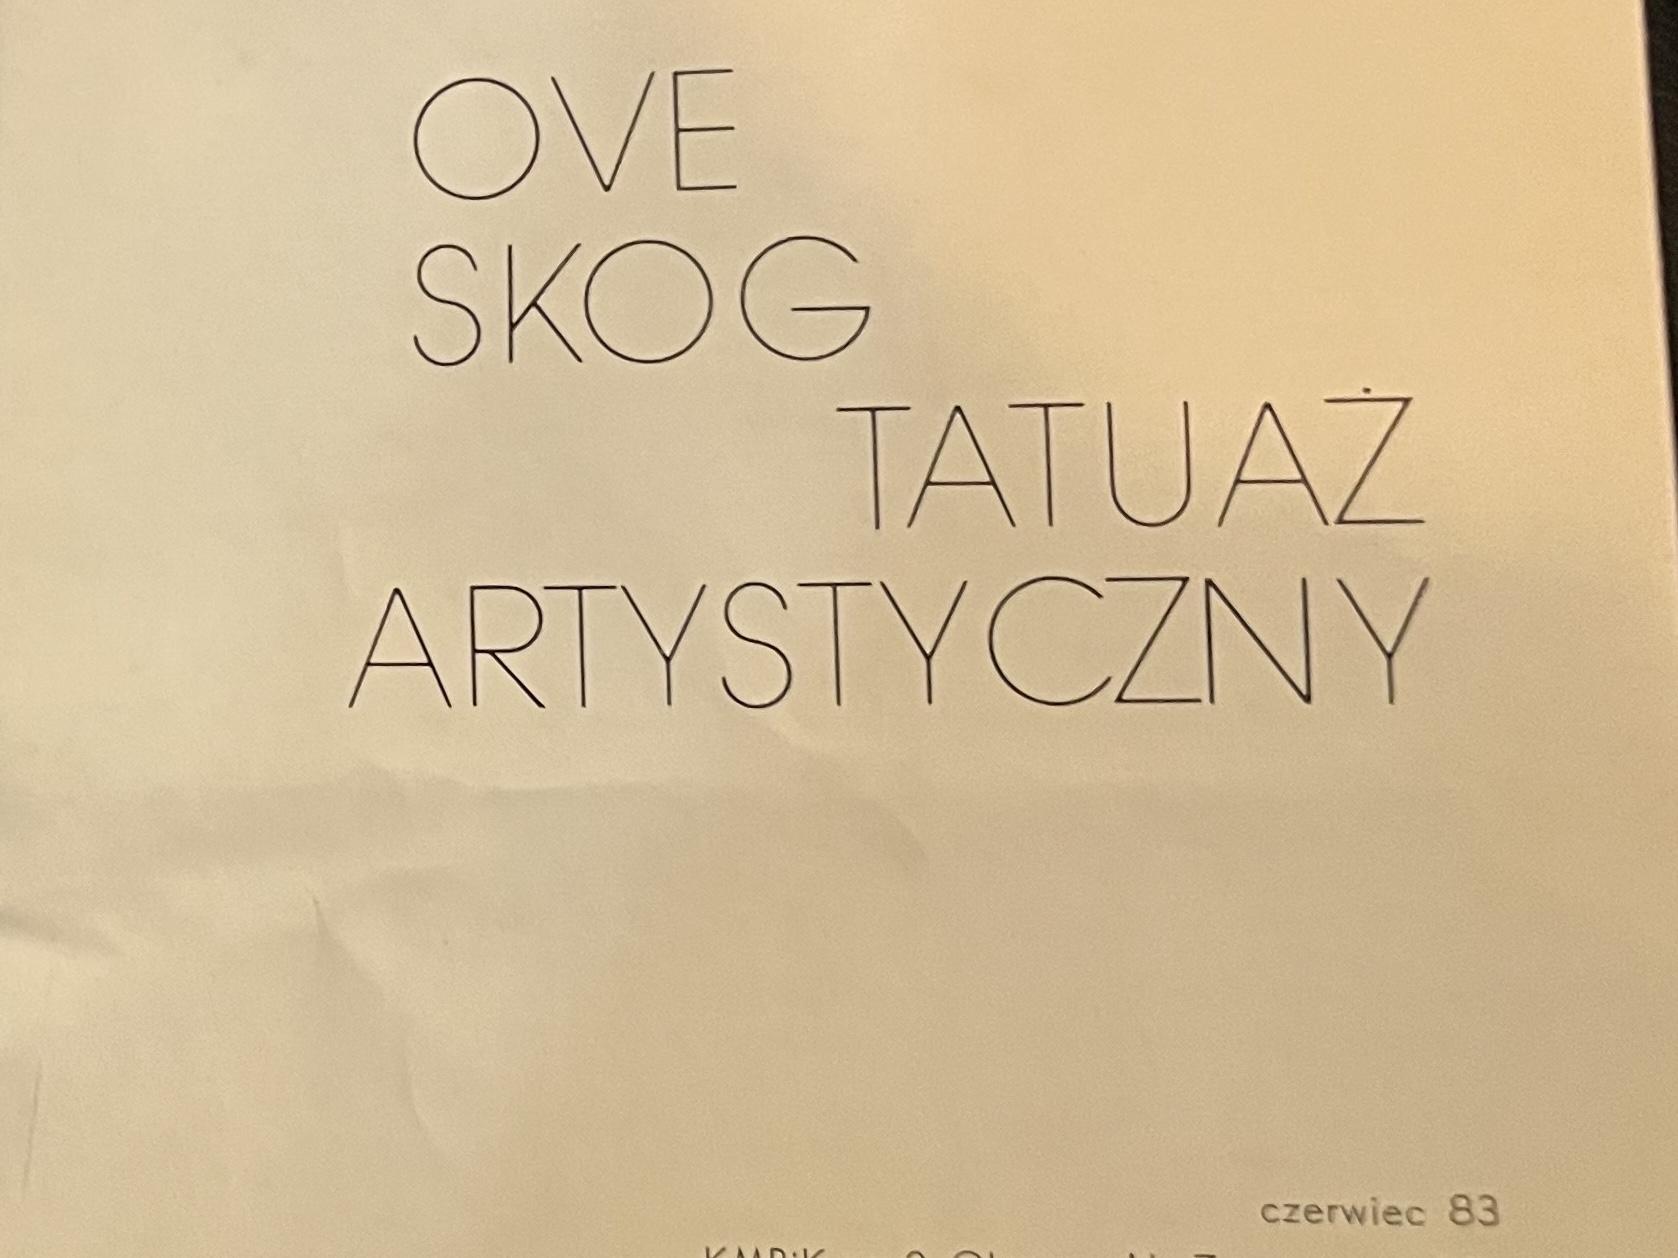 OVE
SKOG
TATUAŻ
ARTYSTYCZNY
czerwiec 83